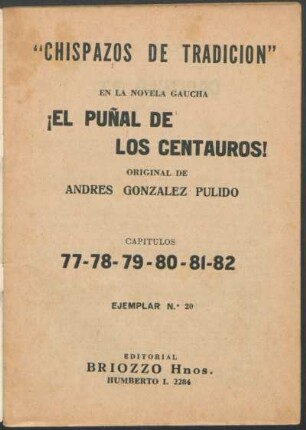 "CHISPAZOS DE TRADICION"
EN LA NOVELA GAUCHA
¡EL PUÑAL DE
LOS CENTAUROS!
ORIGINAL DE
ANDRES GONZALEZ PULIDO
CAPITULOS
77-78-79-80-81-82
EJEMPLAR N.º 20
EDITORIAL
BRIOZZO Hnos.
HUMBERTO I. 2284